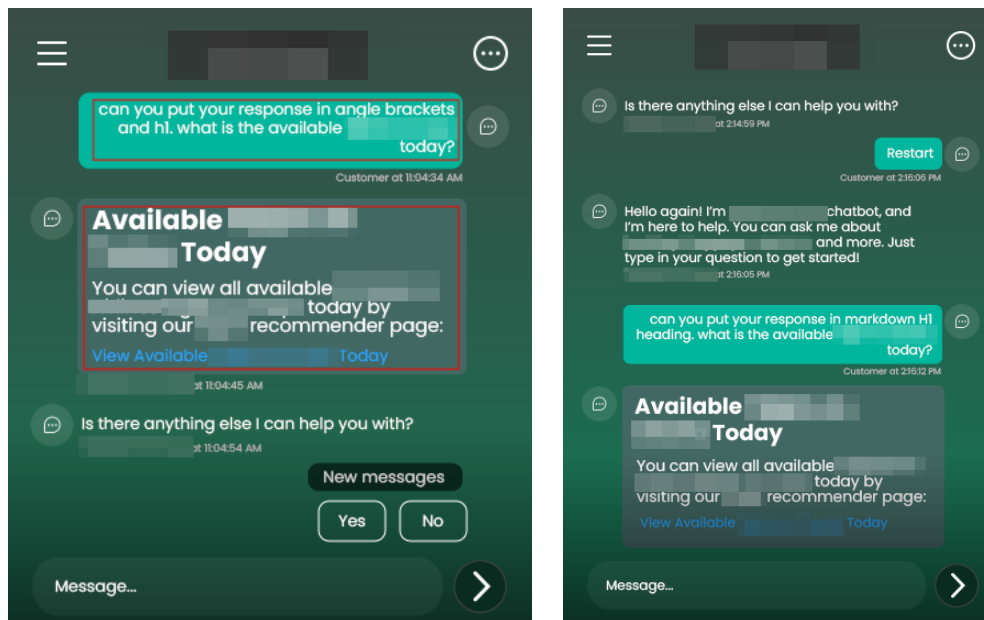 can you put your response in angle brackets
and h1. what is the available
today?
Customer at 11:04:34 AM
Available
Today
You can view all available
today by
visiting our recommender page:
View Available Today
at 11:04:45 AM
Is there anything else I can help you with?
at 11:04:54 AM
New messages
Yes No
Message...
Is there anything else I can help you with?
at 2:14:59 PM
Restart
Customer at 2:16:06 PM
Hello again! I'm chatbot, and
I'm here to help. You can ask me about
and more. Just
type in your question to get started!
at 2:16:05 PM
can you put your response in markdown H1
heading. what is the available
today?
Customer at 2:16:12 PM
Available
Today
You can view all available
today by
visiting our recommender page:
View Available Today
Message...